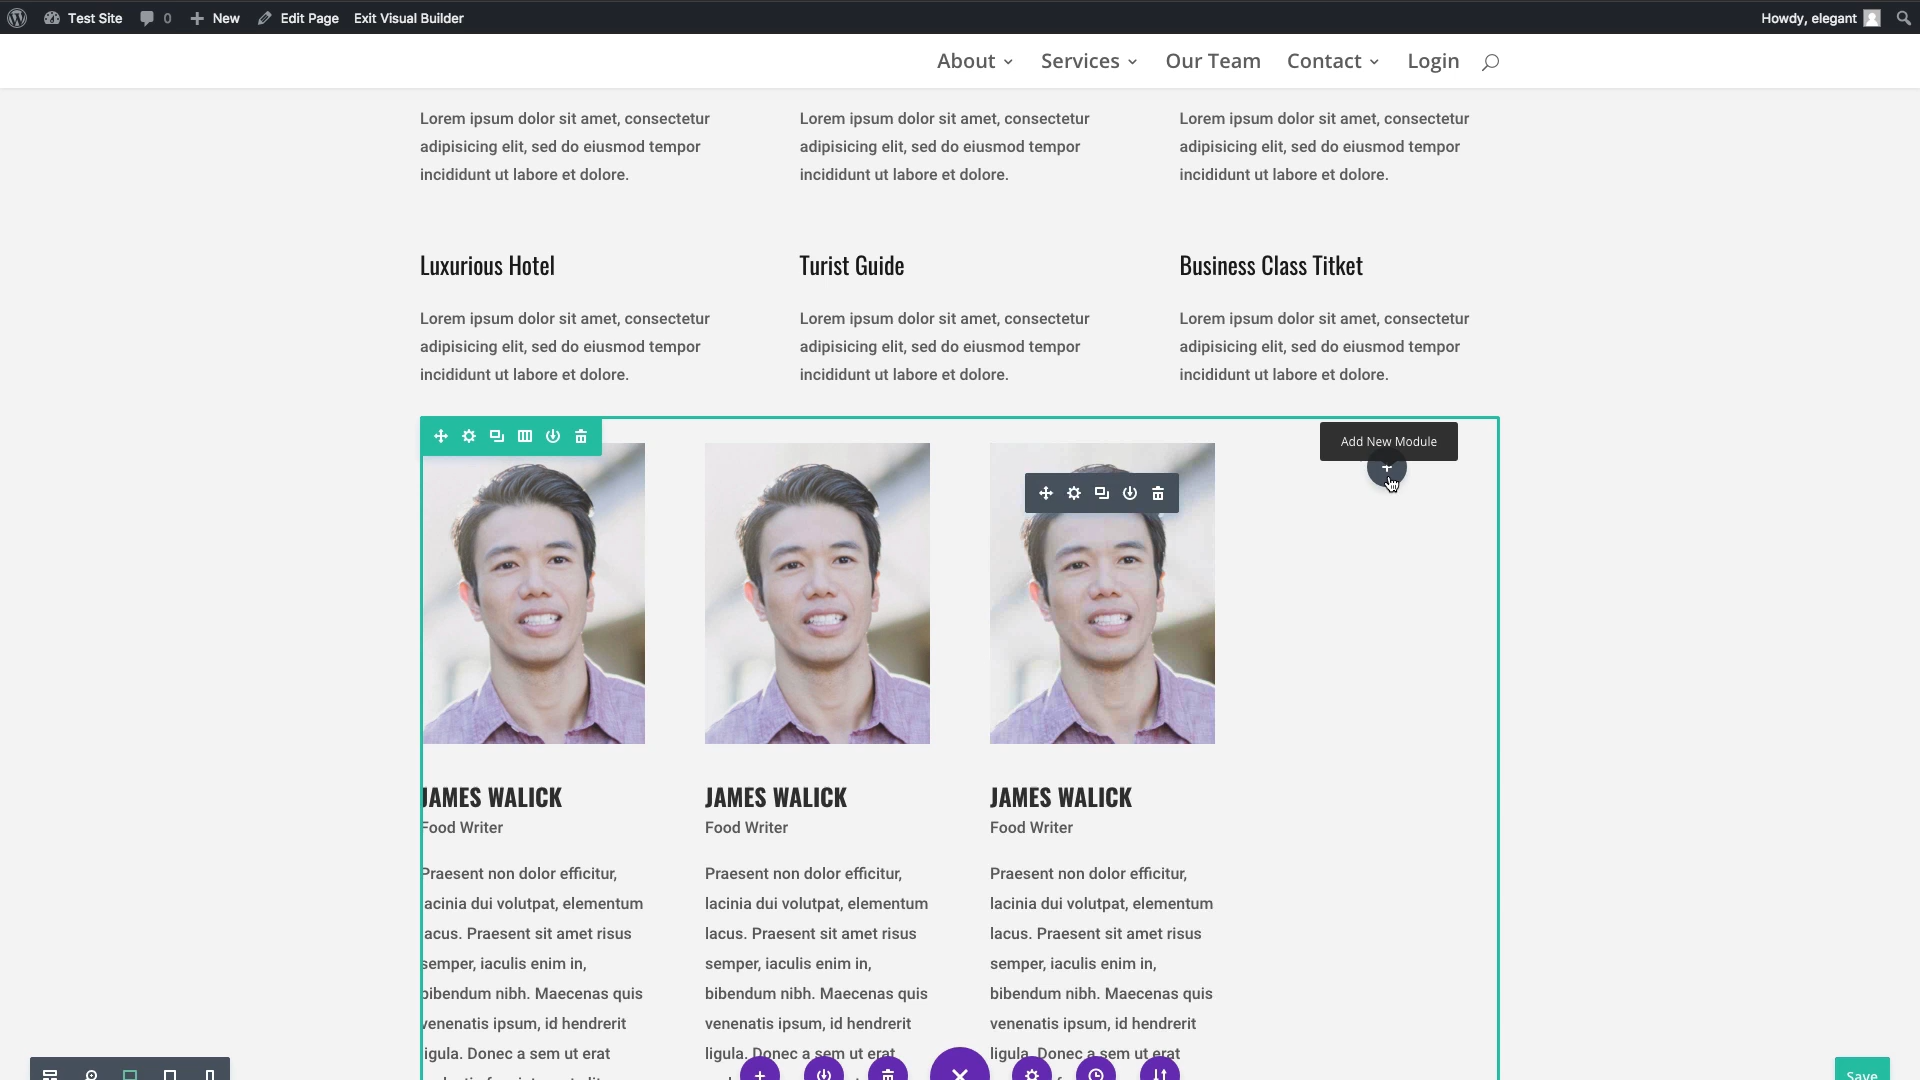 Test Site
0
New
Edit Page
Exit Visual Builder
Howdy, elegant
About
Services
Our Team
Contact
Login
Lorem ipsum dolor sit amet, consectetur
adipisicing elit, sed do eiusmod tempor
incididunt ut labore et dolore.
Lorem ipsum dolor sit amet, consectetur
adipisicing elit, sed do eiusmod tempor
incididunt ut labore et dolore.
Lorem ipsum dolor sit amet, consectetur
adipisicing elit, sed do eiusmod tempor
incididunt ut labore et dolore.
Luxurious Hotel
Lorem ipsum dolor sit amet, consectetur
adipisicing elit, sed do eiusmod tempor
incididunt ut labore et dolore.
Turist Guide
Lorem ipsum dolor sit amet, consectetur
adipisicing elit, sed do eiusmod tempor
incididunt ut labore et dolore.
Business Class Titket
Lorem ipsum dolor sit amet, consectetur
adipisicing elit, sed do eiusmod tempor
incididunt ut labore et dolore.
Add New Module
JAMES WALICK
Food Writer
Praesent non dolor efficitur,
lacinia dui volutpat, elementum
lacus. Praesent sit amet risus
semper, iaculis enim in,
bibendum nibh. Maecenas quis
venenatis ipsum, id hendrerit
ligula. Donec a sem ut erat
JAMES WALICK
Food Writer
Praesent non dolor efficitur,
lacinia dui volutpat, elementum
lacus. Praesent sit amet risus
semper, iaculis enim in,
bibendum nibh. Maecenas quis
venenatis ipsum, id hendrerit
ligula. Donec a sem ut erat
JAMES WALICK
Food Writer
Praesent non dolor efficitur,
lacinia dui volutpat, elementum
lacus. Praesent sit amet risus
semper, iaculis enim in,
bibendum nibh. Maecenas quis
venenatis ipsum, id hendrerit
ligula. Donec a sem ut erat
Save